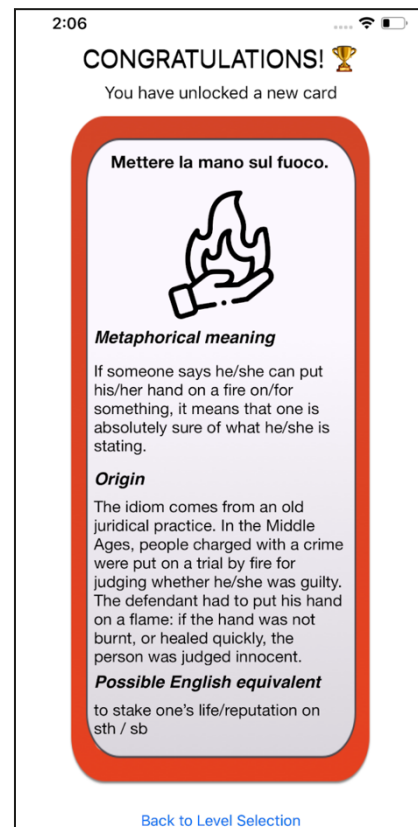 2:06
CONGRATULATIONS! 🏆
You have unlocked a new card
Mettere la mano sul fuoco.
Metaphorical meaning
If someone says he/she can put
his/her hand on a fire on/for
something, it means that one is
absolutely sure of what he/she is
stating.
Origin
The idiom comes from an old
juridical practice. In the Middle
Ages, people charged with a crime
were put on a trial by fire for
judging whether he/she was guilty.
The defendant had to put his hand
on a flame: if the hand was not
burnt, or healed quickly, the
person was judged innocent.
Possible English equivalent
to stake one's life/reputation on
sth / sb
Back to Level Selection